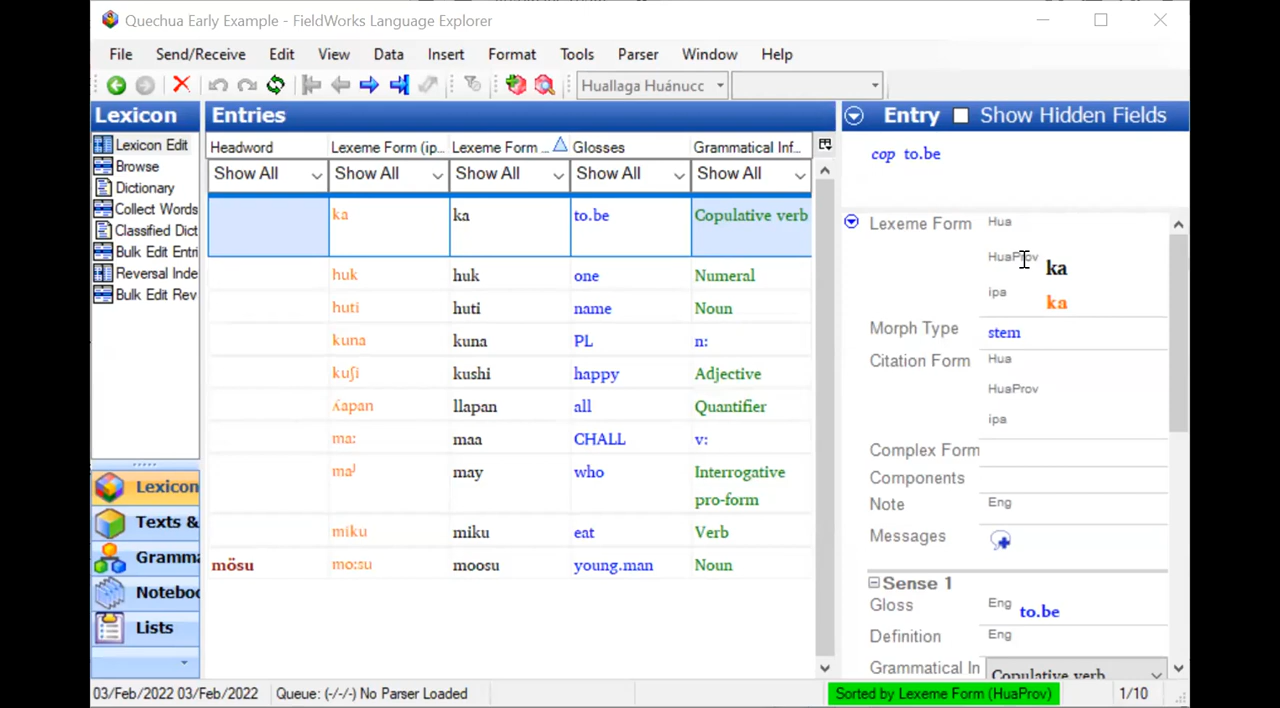 Quechua Early Example - FieldWorks Language Explorer
File Send/Receive Edit View Data Insert Format Tools Parser Window Help
Huallaga Huánucc
Lexicon
Lexicon Edit
Browse
Dictionary
Collect Words
Classified Dict
Bulk Edit Entri
Reversal Inde
Bulk Edit Rev
Lexicon
Texts &
Gramma
Notebo
Lists
Entries
Headword Lexeme Form (ip... Lexeme Form ... Glosses Grammatical Inf...
Show All Show All Show All Show All Show All
ka ka to.be Copulative verb
huk huk one Numeral
huti huti name Noun
kuna kuna PL n:
kuʃi kushi happy Adjective
ʎapan llapan all Quantifier
maː maa CHALL v:
maʲ may who Interrogative
pro-form
miku miku eat Verb
mösu moːsu moosu young.man Noun
Entry Show Hidden Fields
cop to.be
Lexeme Form Hua
HuaProv ka
ipa ka
Morph Type stem
Citation Form Hua
HuaProv
ipa
Complex Form
Components
Note Eng
Messages
Sense 1
Gloss Eng to.be
Definition Eng
Grammatical In Copulative verb
03/Feb/2022 03/Feb/2022 Queue: (-/-/-) No Parser Loaded Sorted by Lexeme Form (HuaProv) 1/10